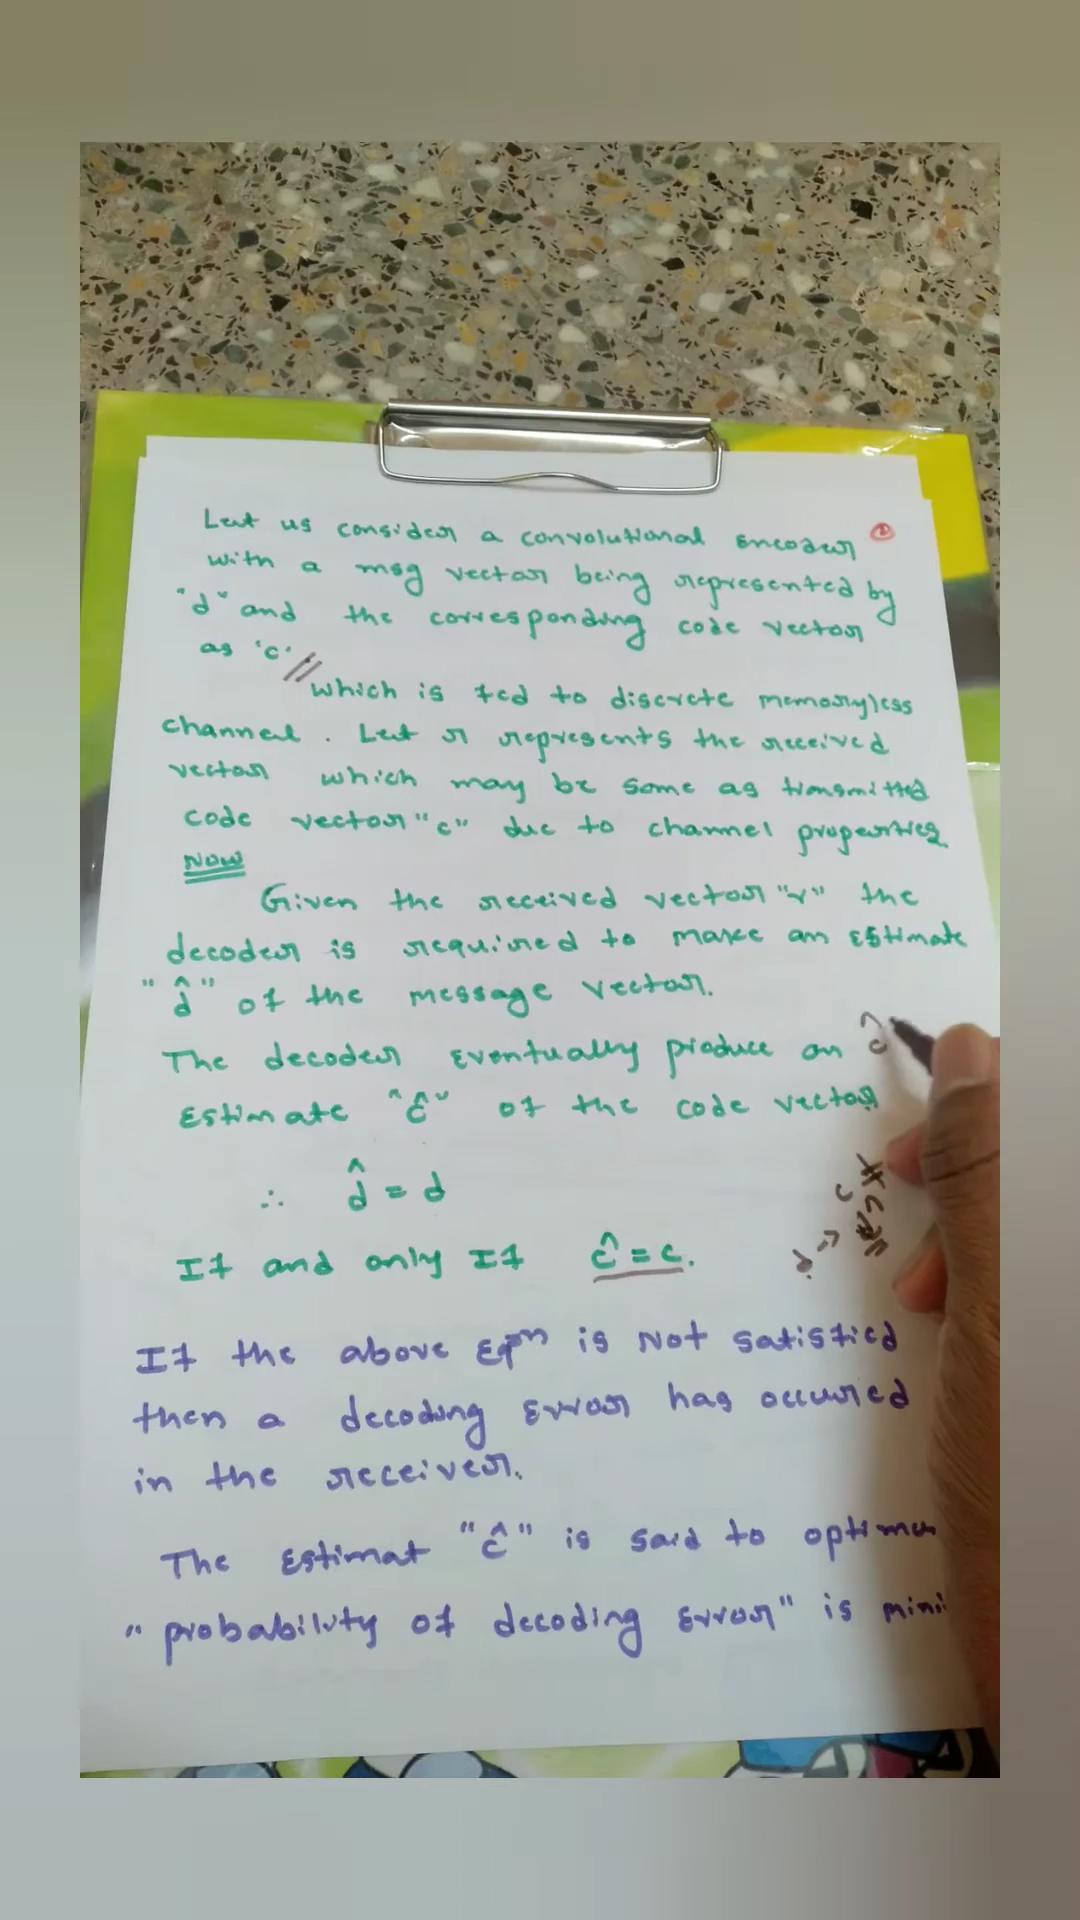 Let us consider a convolutional encoder
with a msg vector being represented by
"d" and the corresponding code vector
as 'c'
which is fed to discrete memoryless
channel. Let r represents the received
vector which may be same as transmitted
code vector "c" due to channel properties.
Now
Given the received vector "r" the
decoder is required to make an estimate
"d̂" of the message vector.
The decoder eventually produce an
ĉ
estimate "ĉ" of the code vector
∴ d̂ = d
If and only If ĉ = c.
If the above Eqn is Not satisfied
then a decoding error has occured
in the receiver.
The estimat "ĉ" is said to
"probability of decoding error" is